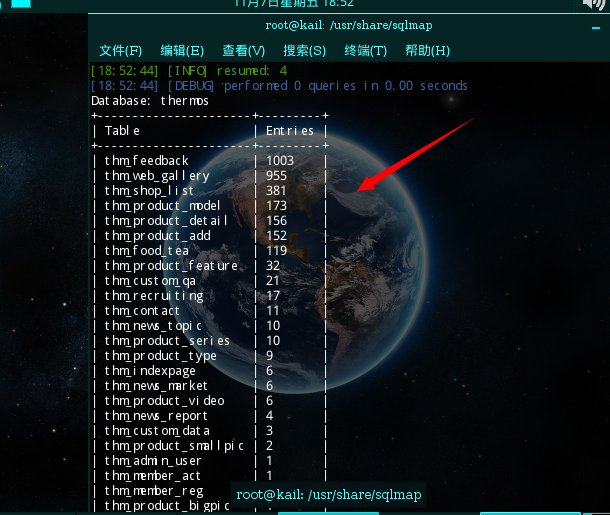 11月7日星期五 18:52
root@kail: /usr/share/sqlmap
文件(F) 编辑(E) 查看(V) 搜索(S) 终端(T) 帮助(H)
[18:52:44] [INFO] resumed: 4
[18:52:44] [DEBUG] performed 0 queries in 0.00 seconds
Database: thermos
+----------------------+---------+
| Table | Entries |
+----------------------+---------+
| thm_feedback | 1003 |
| thm_web_gallery | 955 |
| thm_shop_list | 381 |
| thm_product_model | 173 |
| thm_product_detail | 156 |
| thm_product_add | 152 |
| thm_food_tea | 119 |
| thm_product_feature | 32 |
| thm_custom_qa | 21 |
| thm_recruiting | 17 |
| thm_contact | 11 |
| thm_news_topic | 10 |
| thm_product_series | 10 |
| thm_product_type | 9 |
| thm_indexpage | 6 |
| thm_news_market | 6 |
| thm_product_video | 6 |
| thm_news_report | 4 |
| thm_custom_data | 3 |
| thm_product_smallpic | 2 |
| thm_admin_user | 1 |
| thm_member_act | 1 |
| thm_member_reg |
| thm_product_bigpic |
root@kail: /usr/share/sqlmap